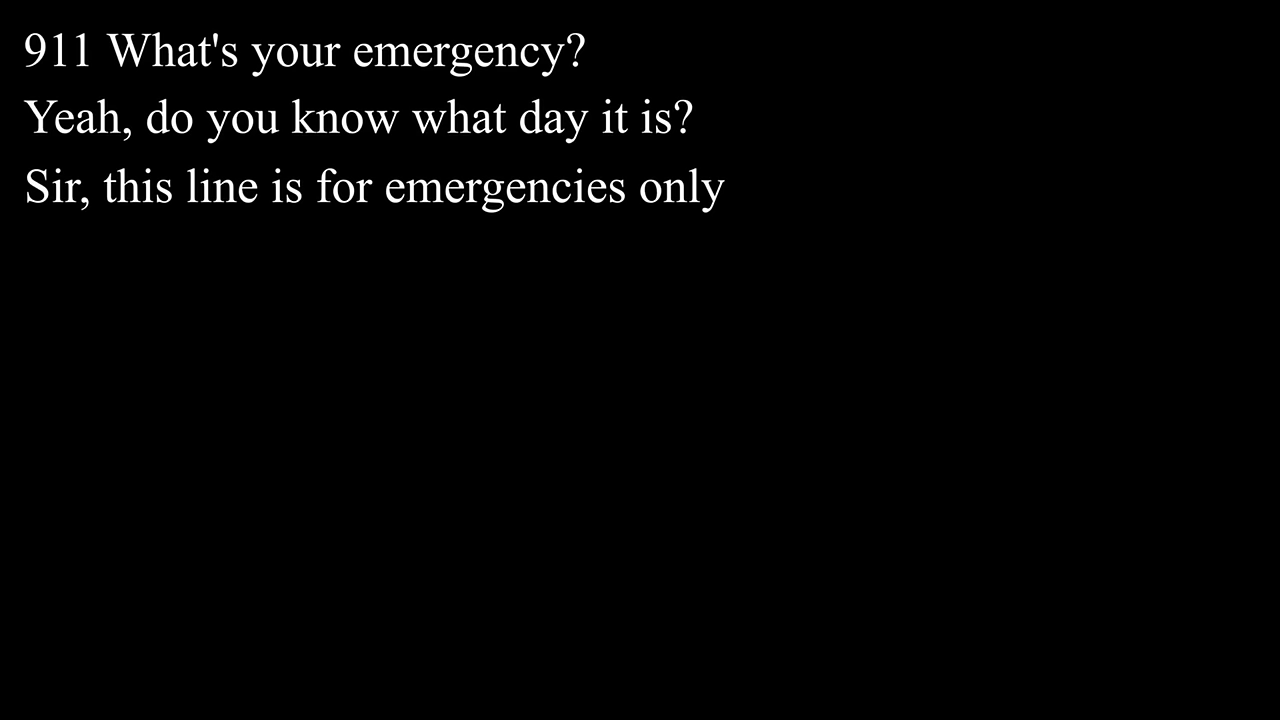 911 What's your emergency?
Yeah, do you know what day it is?
Sir, this line is for emergencies only